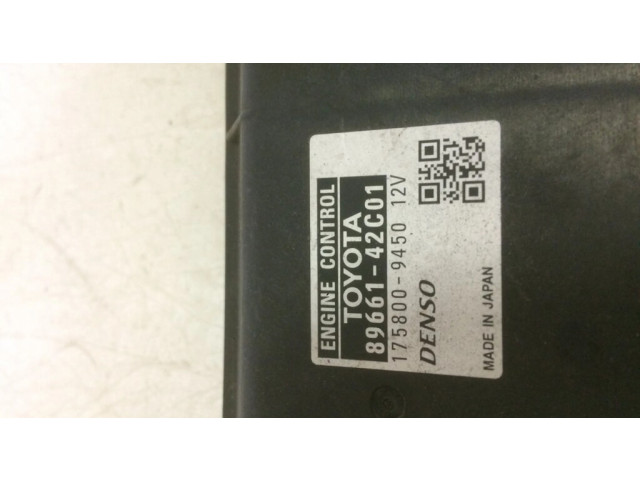 ENGINE CONTROL
TOYOTA
89661-42C01
175800-9450 12V
DENSO
MADE IN JAPAN